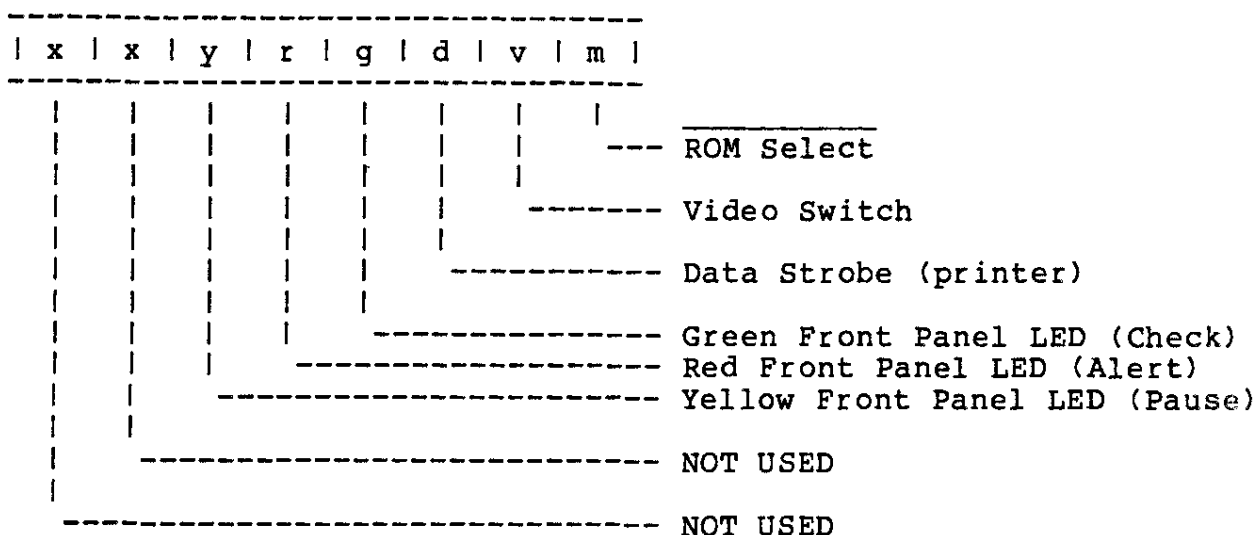 | x | x | y | r | g | d | v | m |
ROM Select
Video Switch
Data Strobe (printer)
Green Front Panel LED (Check)
Red Front Panel LED (Alert)
Yellow Front Panel LED (Pause)
NOT USED
NOT USED